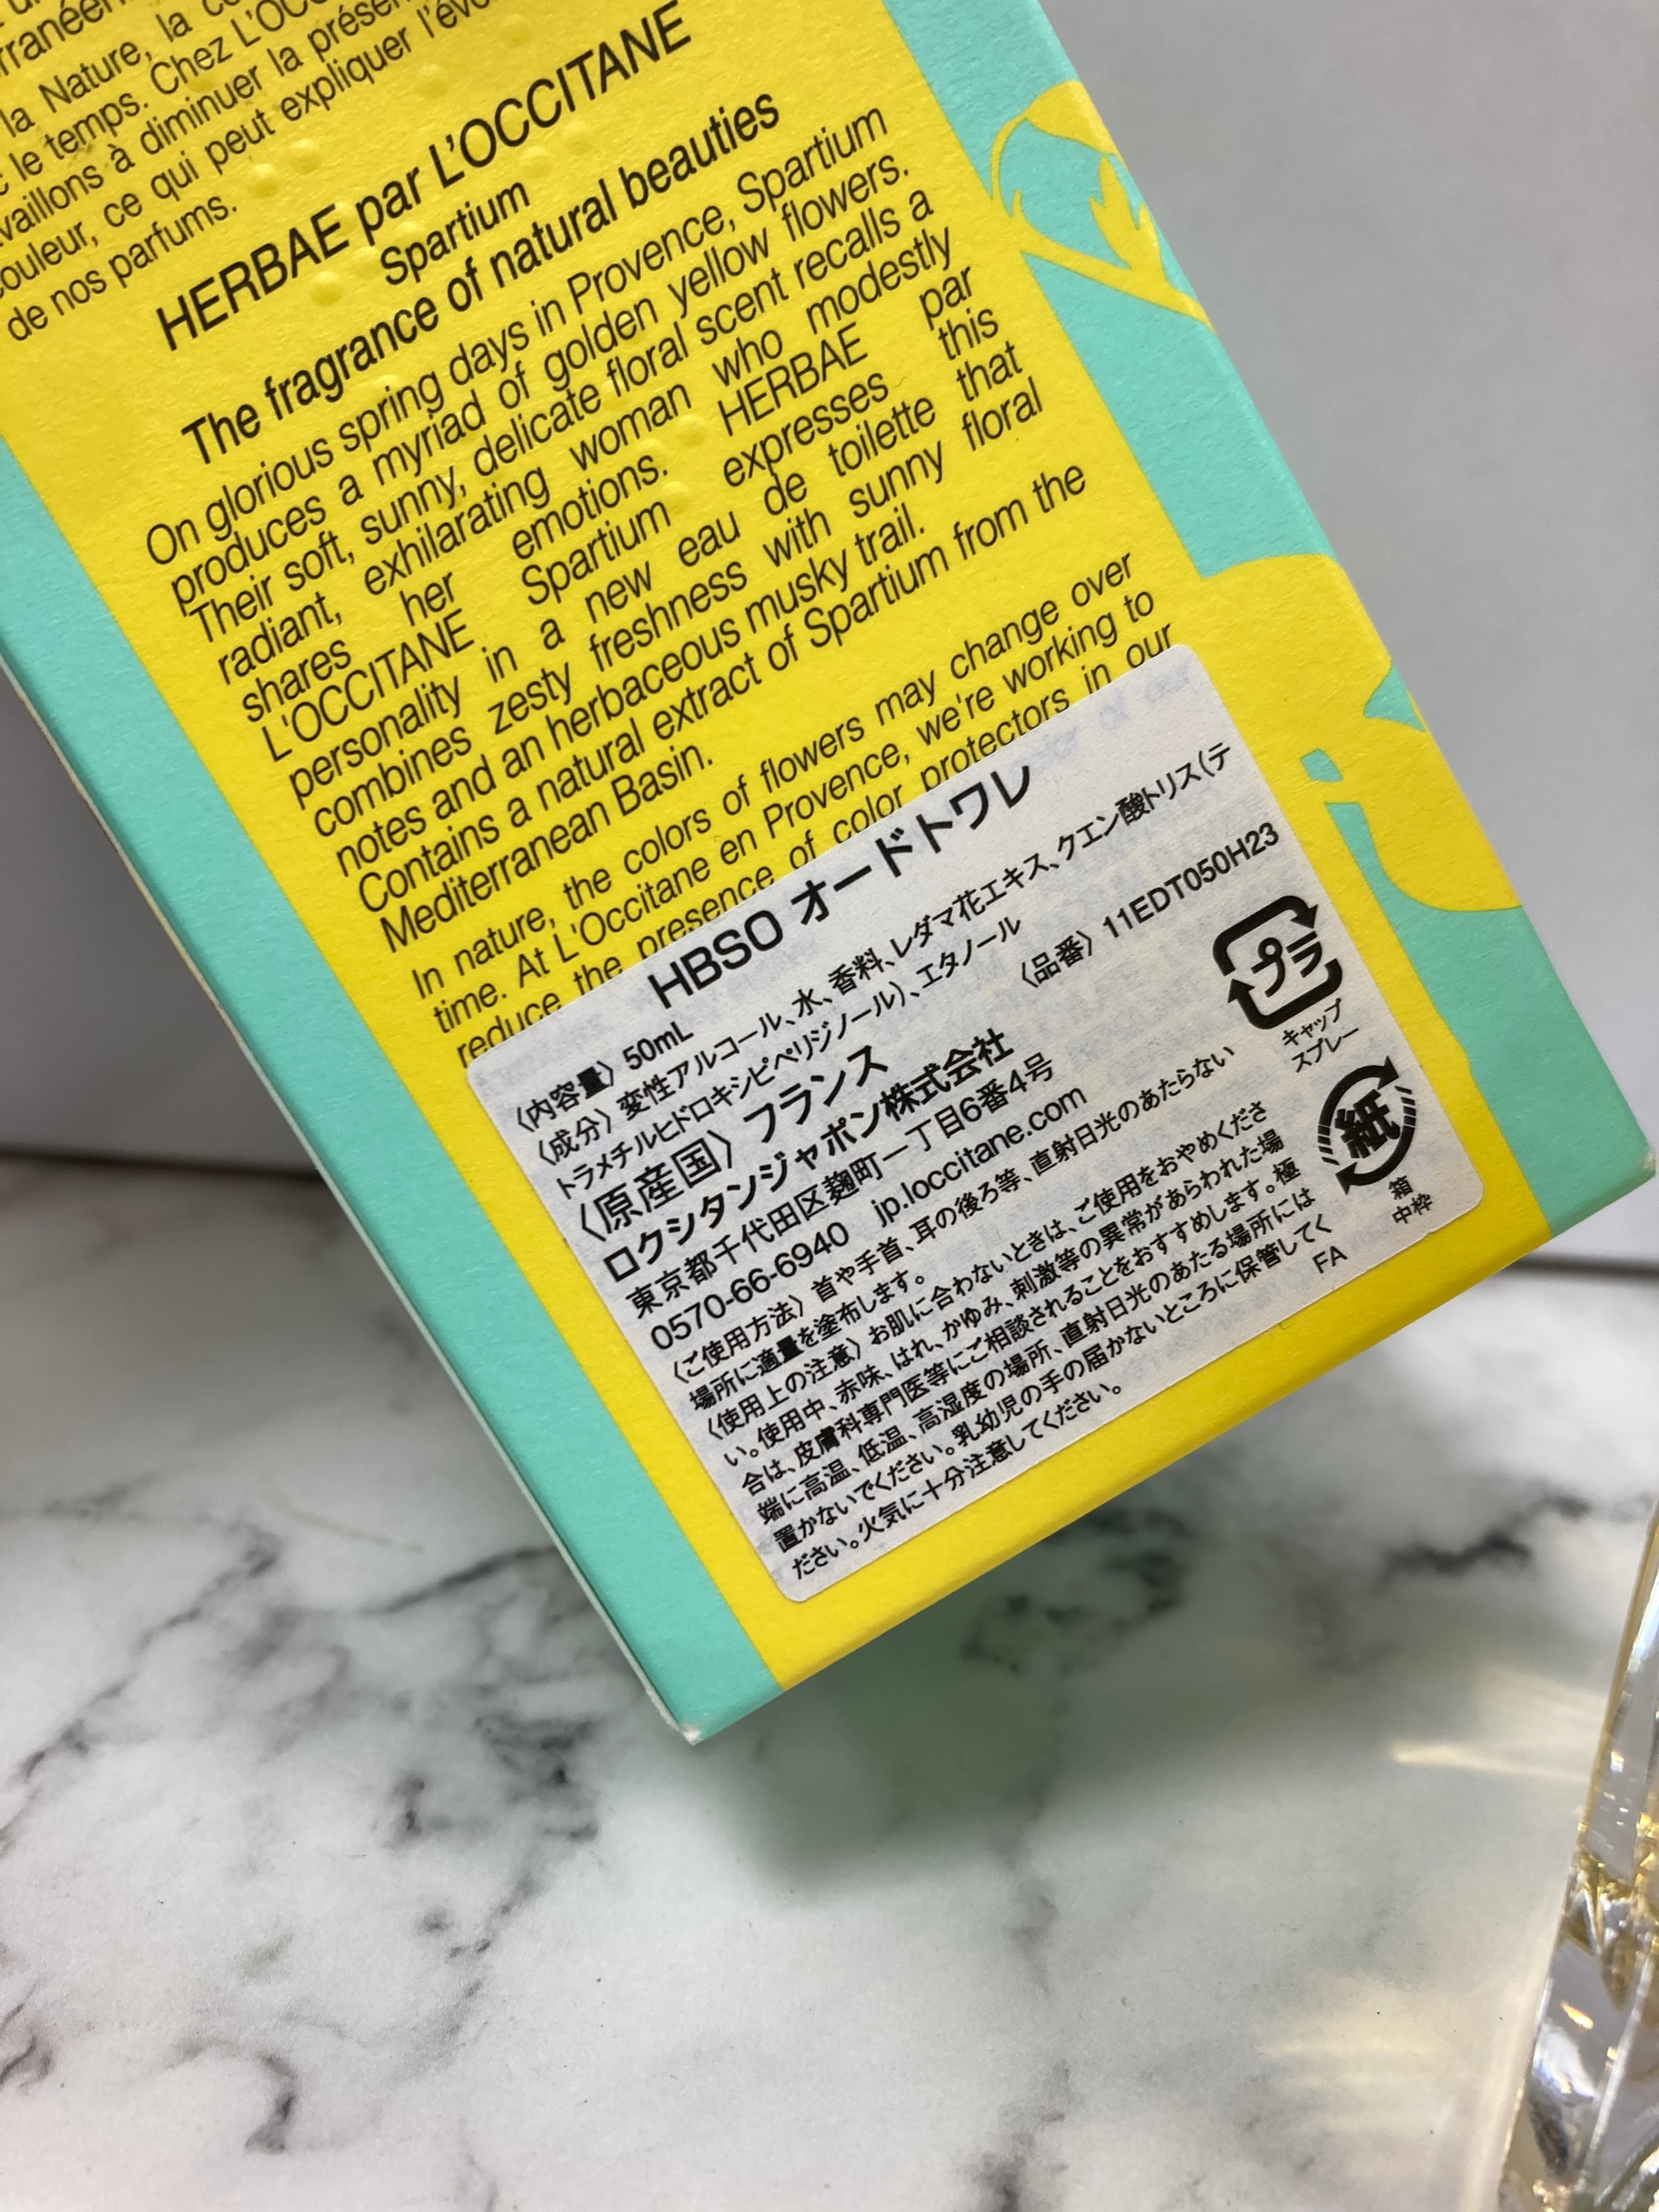 la Nature, la
le temps. Chez L'OCC
availlons à diminuer la présen
couleur, ce qui peut expliquer l'évo
de nos parfums.
HERBAE par L'OCCITANE
Spartium
The fragrance of natural beauties
On glorious spring days in Provence, Spartium
produces a myriad of golden yellow flowers.
Their soft, sunny, delicate floral scent recalls a
radiant, exhilarating woman who modestly
shares her emotions. HERBAE par
L'OCCITANE Spartium expresses this
personality in a new eau de toilette that
combines zesty freshness with sunny floral
notes and an herbaceous musky trail.
Contains a natural extract of Spartium from the
Mediterranean Basin.
In nature, the colors of flowers may change over
time. At L'Occitane en Provence, we're working to
reduce the presence of color protectors in our
HBSO オードトワレ
〈内容量〉 50mL
〈成分〉 変性アルコール、水、香料、レダマ花エキス、クエン酸トリス(テ
トラメチルヒドロキシピペリジノール)、エタノール
〈原産国〉 フランス 〈品番〉 11EDT050H23
ロクシタンジャポン株式会社
東京都千代田区麹町一丁目6番4号
0570-66-6940 jp.loccitane.com
〈ご使用方法〉 首や手首、耳の後ろ等、直射日光のあたらない
場所に適量を塗布します。
〈使用上の注意〉 お肌に合わないときは、ご使用をおやめくださ
い。使用中、赤味、はれ、かゆみ、刺激等の異常があらわれた場
合は、皮膚科専門医等にご相談されることをおすすめします。極
端に高温、低温、高湿度の場所、直射日光のあたる場所には
置かないでください。乳幼児の手の届かないところに保管してく
ださい。火気に十分注意してください。
FA
プラ
キャップ
スプレー
紙
箱
中枠